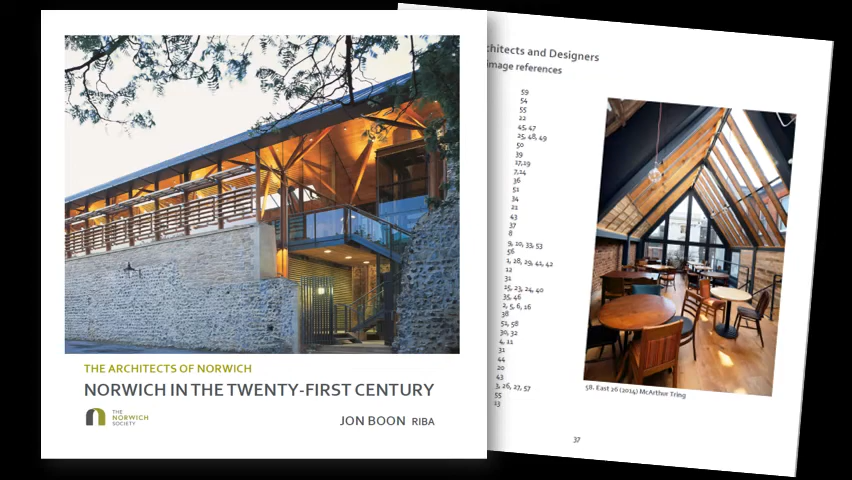 THE ARCHITECTS OF NORWICH
NORWICH IN THE TWENTY-FIRST CENTURY
THE
NORWICH
SOCIETY
JON BOON RIBA
chitects and Designers
image references
59
54
55
22
45, 47
25, 48, 49
50
39
17,19
7,14
36
51
34
21
43
37
8
9, 10, 33, 53
56
1, 28, 29, 41, 42
12
31
15, 23, 24, 40
35, 46
2, 5, 6, 16
38
52, 58
30, 32
4, 11
31
44
20
43
3, 26, 27, 57
55
13
58. East 26 (2014) McArthur Tring
37